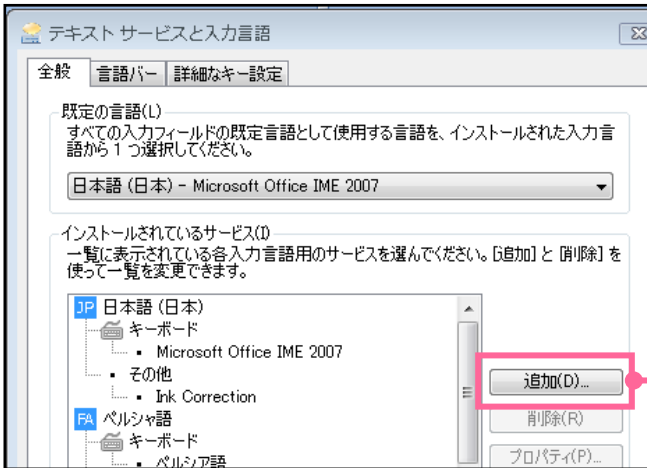 テキスト サービスと入力言語
全般 言語バー 詳細なキー設定
既定の言語(L)
すべての入力フィールドの既定言語として使用する言語を、インストールされた入力言
語から 1 つ選択してください。
日本語 (日本) - Microsoft Office IME 2007
インストールされているサービス(I)
一覧に表示されている各入力言語用のサービスを選んでください。[追加] と [削除] を
使って一覧を変更できます。
JP 日本語 (日本)
キーボード
Microsoft Office IME 2007
その他
Ink Correction
FA ペルシャ語
キーボード
ペルシア語
追加(D)...
削除(R)
プロパティ(P)...